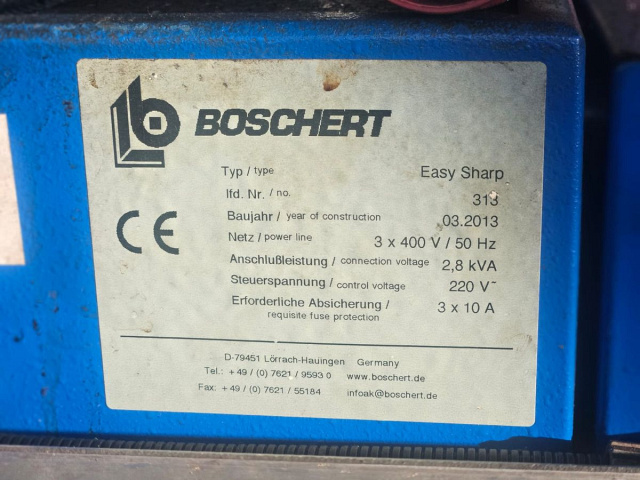 BOSCHERT
Typ / type Easy Sharp
lfd. Nr. / no. 313
Baujahr / year of construction 03.2013
Netz / power line 3 x 400 V / 50 Hz
Anschlußleistung / connection voltage 2,8 kVA
Steuerspannung / control voltage 220 V~
Erforderliche Absicherung / 3 x 10 A
requisite fuse protection
D-79451 Lörrach-Hauingen Germany
Tel.: +49 / (0) 7621 / 9593 0 www.boschert.de
Fax: +49 / (0) 7621 / 55184 infoak@boschert.de